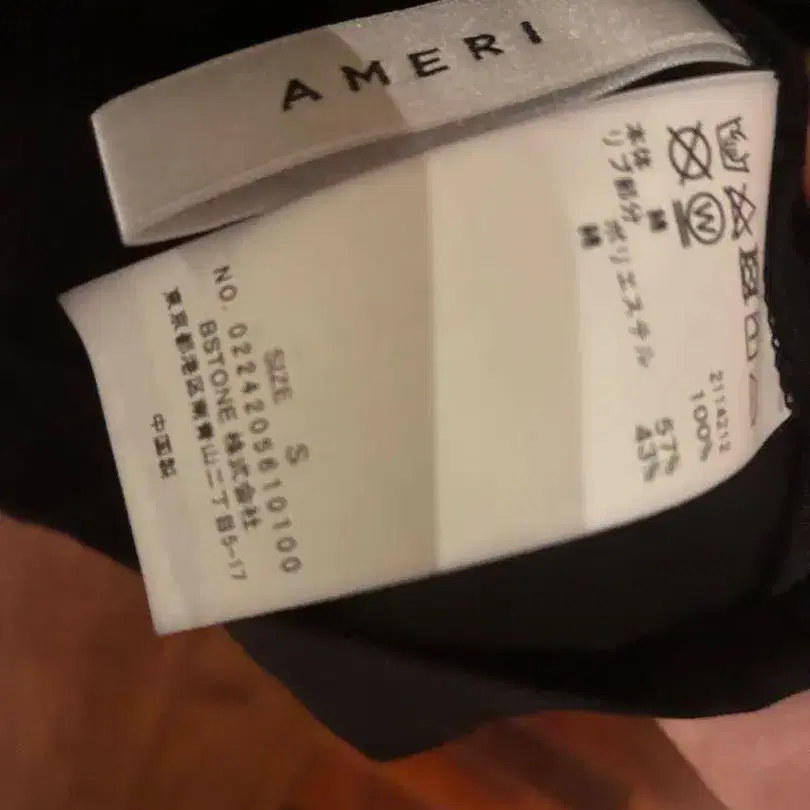 AMERI
2114212
本体 綿 100%
リブ部分 ポリエステル 57%
綿 43%
SIZE S
NO. 0224205610100
BSTONE 株式会社
東京都港区南青山二丁目5-17
中国製